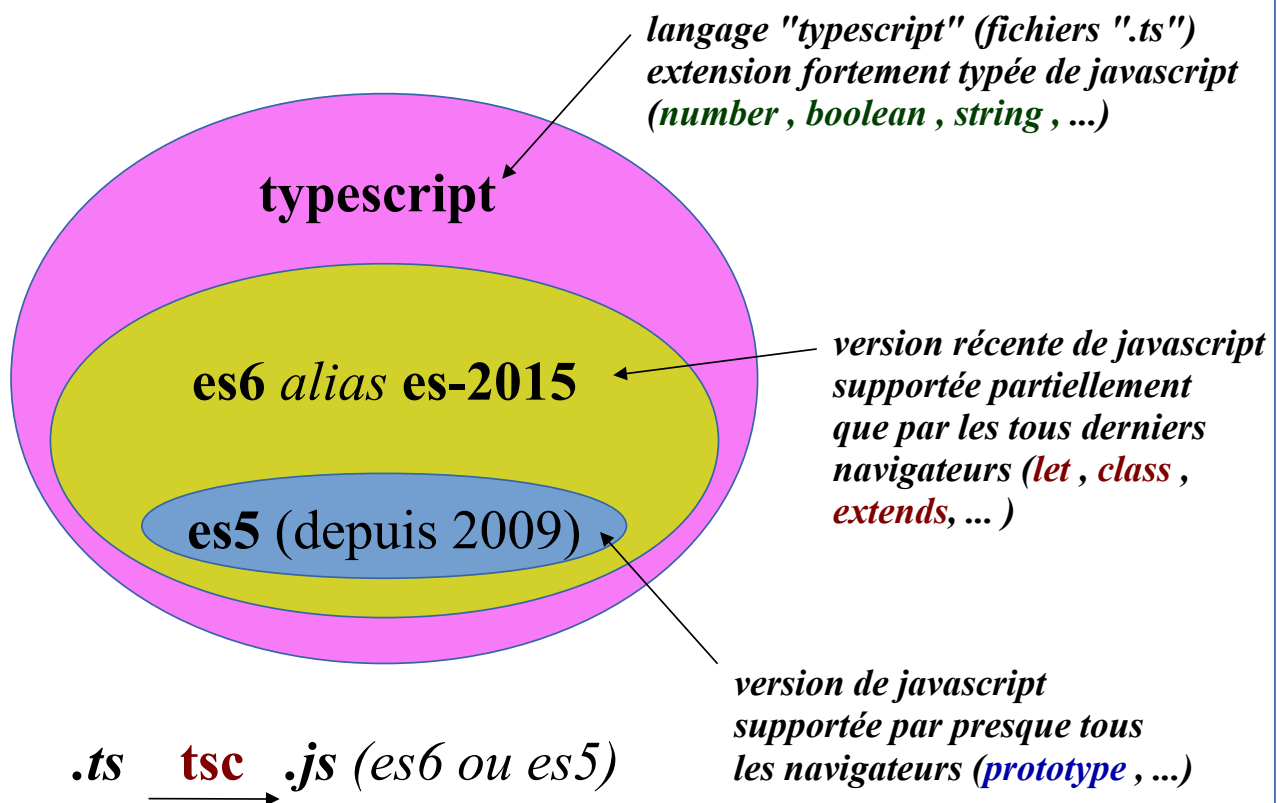 langage "typescript" (fichiers ".ts")
extension fortement typée de javascript
(number , boolean , string , ...)
typescript
version récente de javascript
supportée partiellement
que par les tous derniers
navigateurs (let , class ,
extends, ... )
es6 alias es-2015
es5 (depuis 2009)
version de javascript
supportée par presque tous
les navigateurs (prototype , ...)
.ts tsc .js (es6 ou es5)